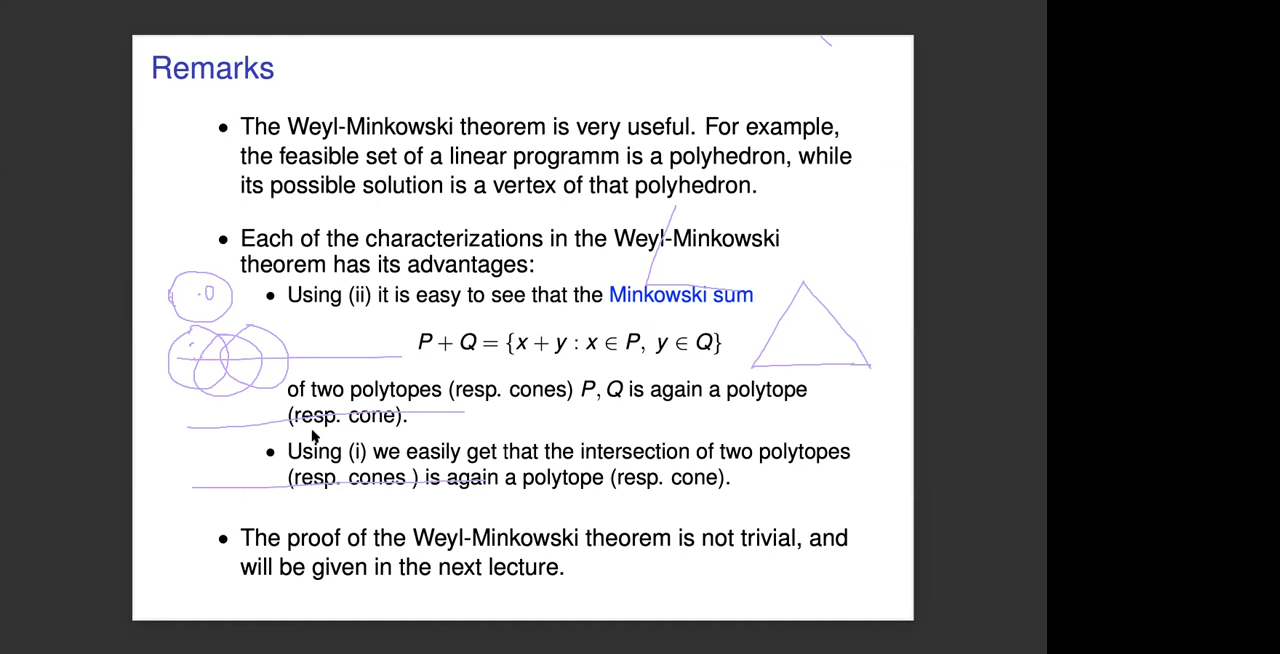 Remarks
• The Weyl-Minkowski theorem is very useful. For example,
the feasible set of a linear programm is a polyhedron, while
its possible solution is a vertex of that polyhedron.
• Each of the characterizations in the Weyl-Minkowski
theorem has its advantages:
• Using (ii) it is easy to see that the Minkowski sum
P + Q = {x + y : x ∈ P, y ∈ Q}
of two polytopes (resp. cones) P, Q is again a polytope
(resp. cone).
• Using (i) we easily get that the intersection of two polytopes
(resp. cones ) is again a polytope (resp. cone).
• The proof of the Weyl-Minkowski theorem is not trivial, and
will be given in the next lecture.